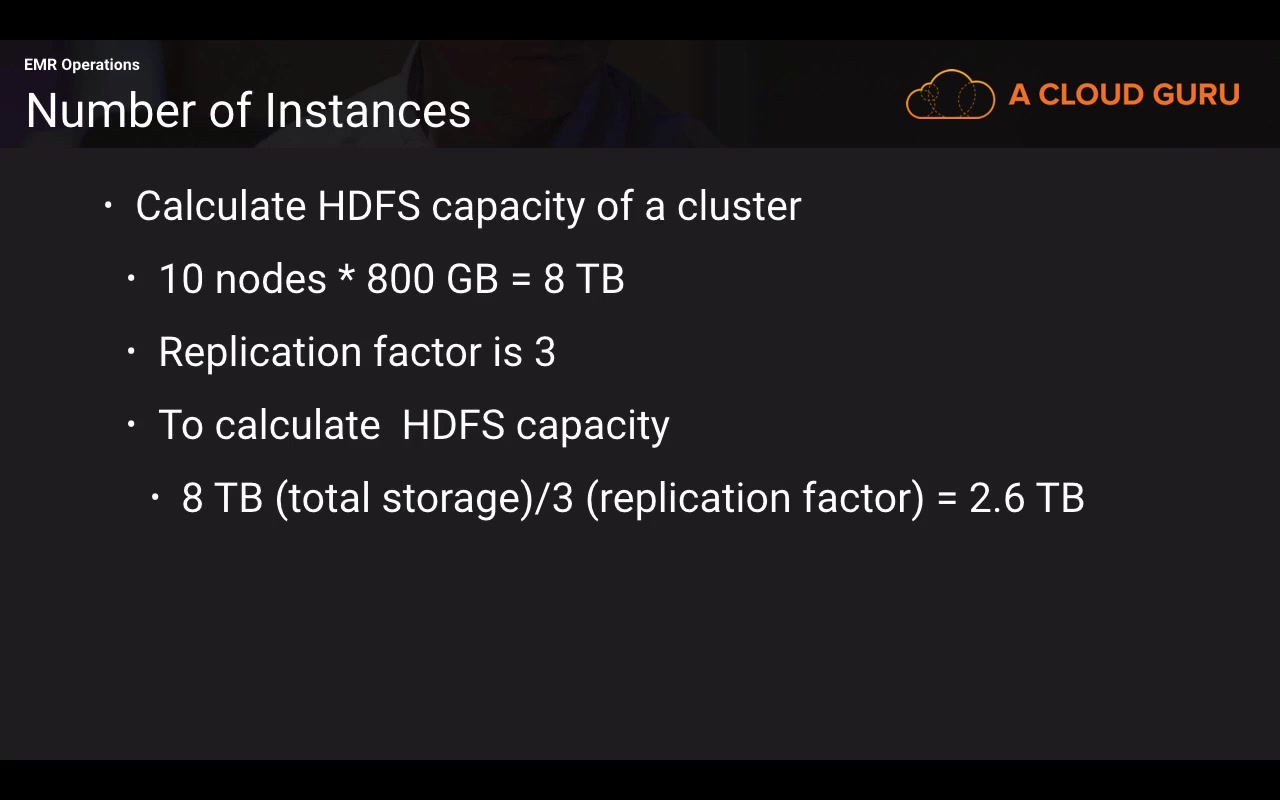 EMR Operations
Number of Instances
A CLOUD GURU
• Calculate HDFS capacity of a cluster
• 10 nodes * 800 GB = 8 TB
• Replication factor is 3
• To calculate  HDFS capacity
• 8 TB (total storage)/3 (replication factor) = 2.6 TB